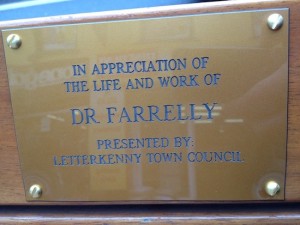 IN APPRECIATION OF
THE LIFE AND WORK OF
DR FARRELLY
PRESENTED BY:
LETTERKENNY TOWN COUNCIL